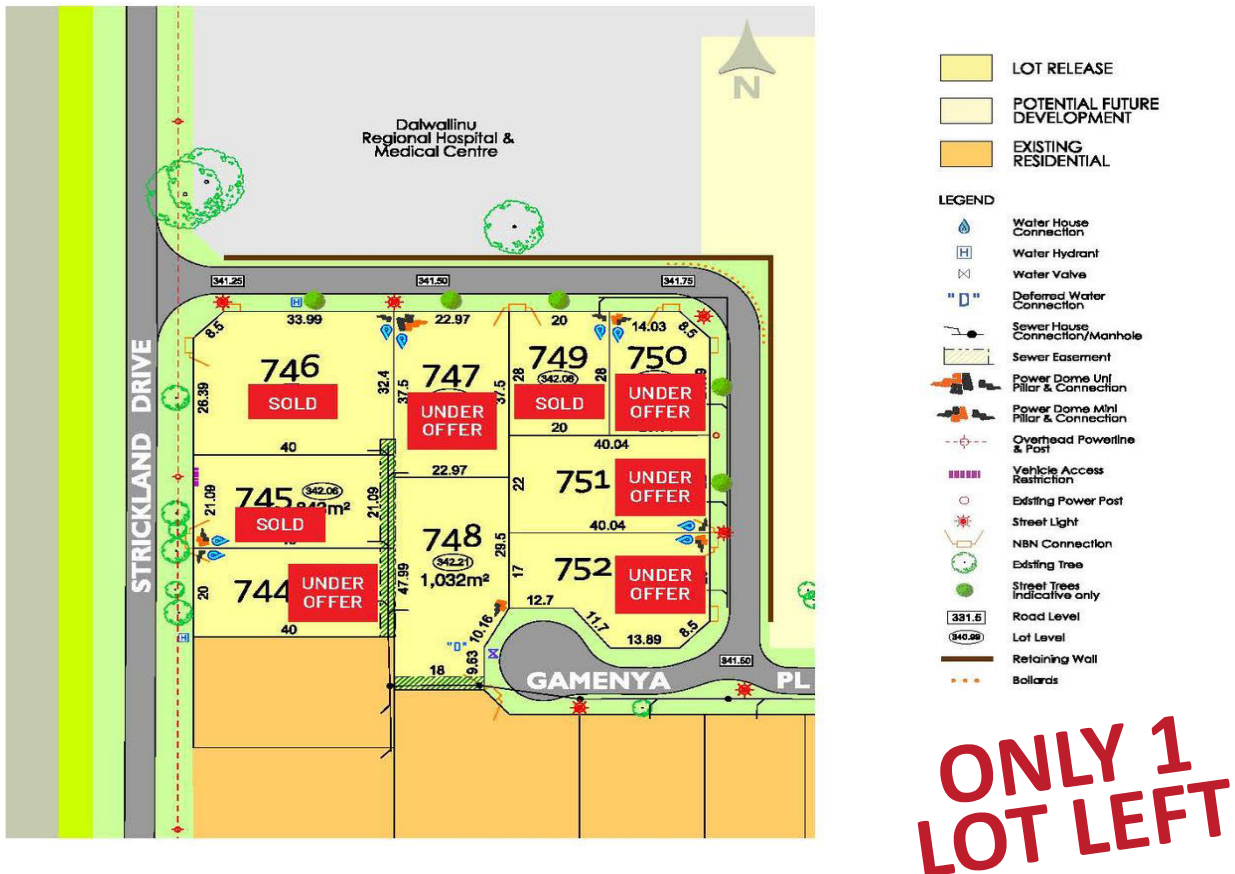 N
Dalwallinu
Regional Hospital &
Medical Centre
341.25
341.50
341.75
33.99
22.97
20
14.03
8.5
8.5
746
SOLD
26.39
32.4
40
747
UNDER
OFFER
37.5
37.5
22.97
749
342.06
SOLD
28
28
20
750
UNDER
OFFER
40.04
STRICKLAND DRIVE
745
342.06
m²
SOLD
21.09
21.09
751
UNDER
OFFER
22
40.04
748
342.21
1,032m²
29.5
47.99
744
UNDER
OFFER
20
40
752
UNDER
OFFER
17
12.7
11.7
13.89
8.5
10.16
9.63
"D"
18
341.50
GAMENYA PL
LOT RELEASE
POTENTIAL FUTURE
DEVELOPMENT
EXISTING
RESIDENTIAL
LEGEND
Water House
Connection
H
Water Hydrant
Water Valve
"D"
Deferred Water
Connection
Sewer House
Connection/Manhole
Sewer Easement
Power Dome Uni
Pillar & Connection
Power Dome Mini
Pillar & Connection
Overhead Powerline
& Post
Vehicle Access
Restriction
Existing Power Post
Street Light
NBN Connection
Existing Tree
Street Trees
Indicative only
331.5
Road Level
340.99
Lot Level
Retaining Wall
Bollards
ONLY 1
LOT LEFT